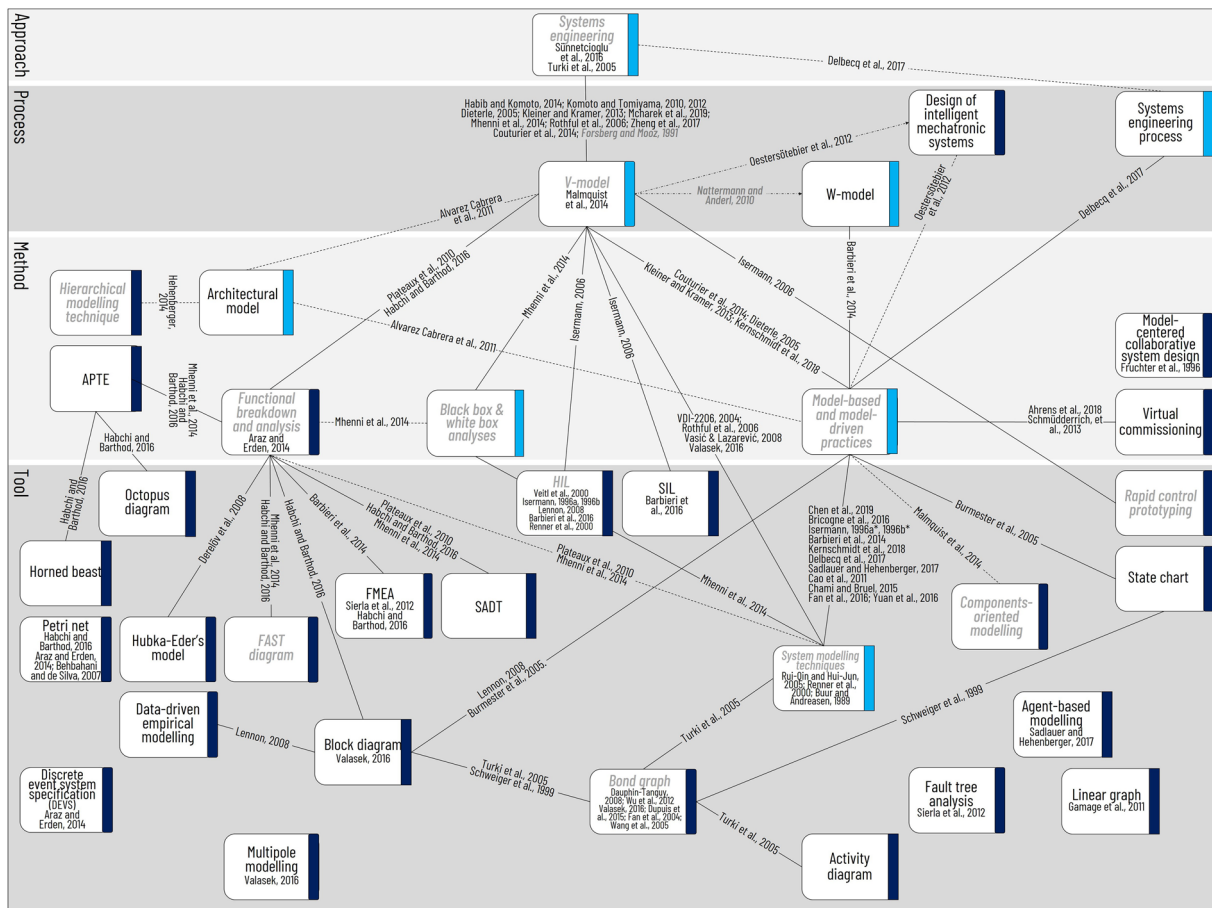 Approach
Systems
engineering
Sünnetcioglu
et al., 2016
Turki et al., 2005
Delbecq et al., 2017
Process
Habib and Komoto, 2014; Komoto and Tomiyama, 2010, 2012
Dieterle, 2005; Kleiner and Kramer, 2013; Mcharek et al., 2019;
Mhenni et al., 2014; Rothful et al., 2006; Zheng et al., 2017
Couturier et al., 2014; Forsberg and Mooz, 1991
Design of
intelligent
mechatronic
systems
Systems
engineering
process
Oestersötebier et al., 2012
V-model
Malmquist
et al., 2014
Nattermann and
Anderl, 2010
W-model
Oestersötebier
et al., 2012
Delbecq et al., 2017
Alvarez Cabrera
et al., 2011
Method
Plateaux et al., 2010
Habchi and Barthod, 2016
Mhenni et al., 2014
Isermann, 2006
Isermann, 2006
Couturier et al., 2014; Dieterle, 2005
Kleiner and Kramer, 2013; Kernschmidt et al., 2018
Barbieri et al., 2014
Isermann, 2006
Hierarchical
modelling
technique
Hehenberger,
2014
Architectural
model
Alvarez Cabrera
et al., 2011
Model-
centered
collaborative
system design
Fruchter et al., 1996
APTE
Mhenni et al., 2014
Habchi and
Barthod, 2016
Functional
breakdown
and analysis
Araz and
Erden, 2014
Mhenni et al., 2014
Black box &
white box
analyses
VDI-2206, 2004;
Rothful et al., 2006
Vasić & Lazarević, 2008
Valasek, 2016
Model-based
and model-
driven
practices
Ahrens et al., 2018
Schmüdderrich, et
al., 2013
Virtual
commissioning
Habchi and Barthod,
2016
Tool
Habchi and
Barthod, 2016
Octopus
diagram
Derelöv et al., 2008
Mhenni et al., 2014
Habchi and Barthod,
2016
Habchi and Barthod, 2016
Barbieri et al., 2014
Plateaux et al., 2010
Habchi and Barthod, 2016
Mhenni et al., 2014
Plateaux et al., 2010
Mhenni et al., 2014
HIL
Veitl et al., 2000
Isermann, 1996a, 1996b
Lennon, 2008
Barbieri et al., 2016
Renner et al., 2000
SIL
Barbieri et
al., 2016
Mhenni et al., 2014
Chen et al., 2019
Bricogne et al., 2016
Isermann, 1996a*, 1996b*
Barbieri et al., 2014
Kernschmidt et al., 2018
Delbecq et al., 2017
Sadlauer and Hehenberger, 2017
Cao et al., 2011
Chami and Bruel, 2015
Fan et al., 2016; Yuan et al., 2016
Malmquist et al., 2014
Burmester et al., 2005
Rapid control
prototyping
Horned beast
FMEA
Sierla et al., 2012
Habchi and
Barthod, 2016
SADT
Components-
oriented
modelling
State chart
Petri net
Habchi and
Barthod, 2016
Araz and Erden,
2014; Behbahani
and de Silva, 2007
Hubka-Eder's
model
FAST
diagram
System modelling
techniques
Rui-Qin and Hui-Jun,
2005; Renner et al.,
2000; Buur and
Andreasen, 1989
Lennon, 2008
Burmester et al., 2005.
Data-driven
empirical
modelling
Lennon, 2008
Block diagram
Valasek, 2016
Turki et al., 2005
Schweiger et al., 1999
Turki et al., 2005
Schweiger et al., 1999
Agent-based
modelling
Sadlauer and
Hehenberger, 2017
Discrete
event system
specification
(DEVS)
Araz and
Erden, 2014
Bond graph
Dauphin-Tanguy,
2008; Wu et al., 2012
Valasek, 2016; Dupuis et
al., 2015; Fan et al., 2004;
Wang et al., 2005
Fault tree
analysis
Sierla et al., 2012
Linear graph
Gamage et al., 2011
Turki et al., 2005
Multipole
modelling
Valasek, 2016
Activity
diagram